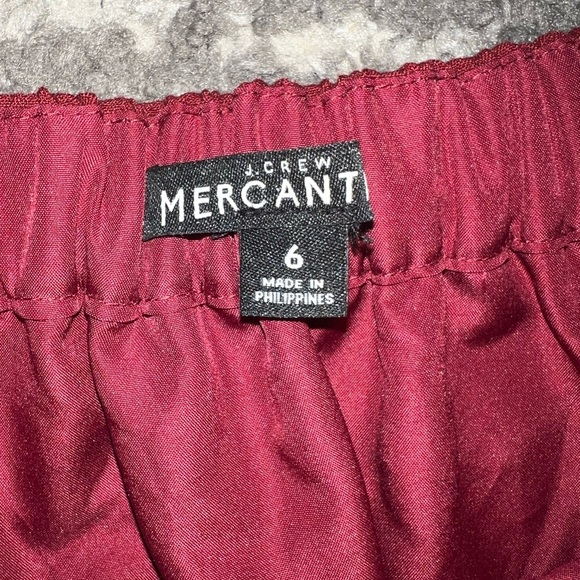 J.CREW
MERCANTI
6
MADE IN
PHILIPPINES